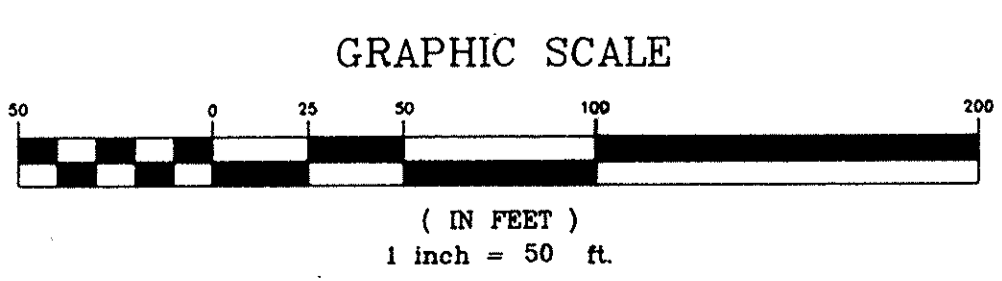 GRAPHIC SCALE
50 0 25 50 100 200
( IN FEET )
1 inch = 50 ft.